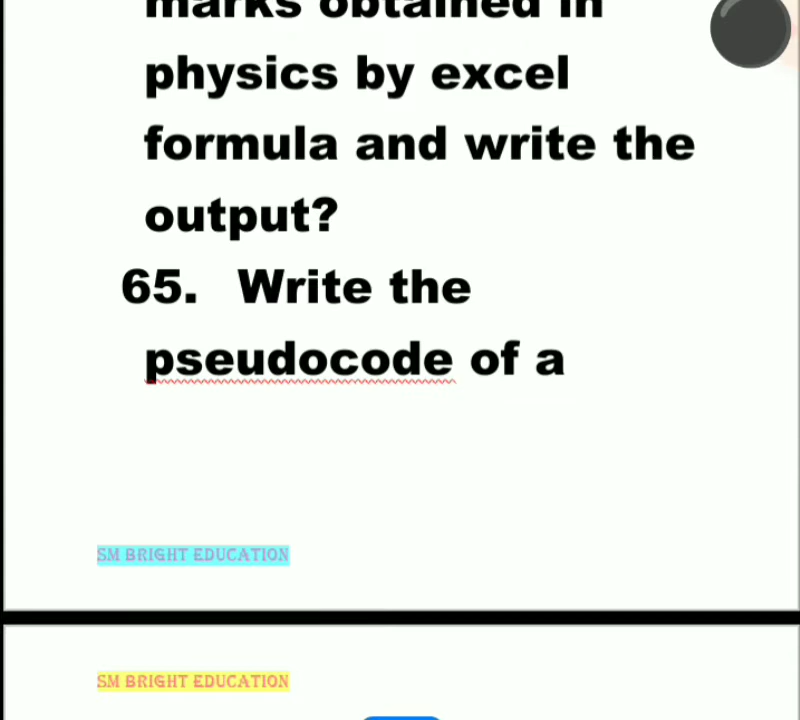 marks obtained in
physics by excel
formula and write the
output?
65. Write the
pseudocode of a
SM BRIGHT EDUCATION
SM BRIGHT EDUCATION